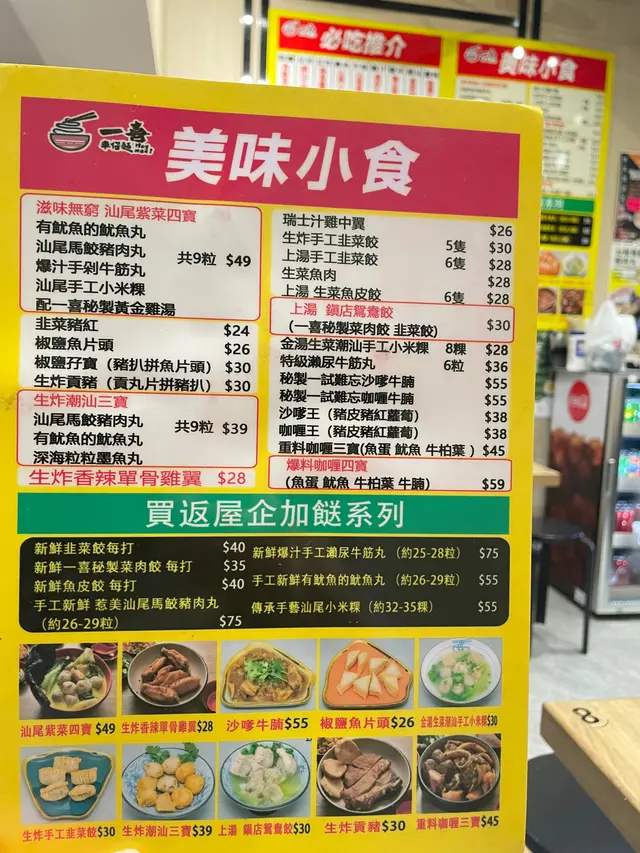 必吃推介
美味小食
一喜
車仔麵
美味小食
滋味無窮 汕尾紫菜四寶
有魷魚的魷魚丸
汕尾馬鮫豬肉丸
爆汁手剁牛筋丸
汕尾手工小米粿
配一喜秘製黃金雞湯
共9粒 $49
韭菜豬紅 $24
椒鹽魚片頭 $26
椒鹽孖寶（豬扒拼魚片頭） $30
生炸貢豬（貢丸片拼豬扒） $30
生炸潮汕三寶
汕尾馬鮫豬肉丸
有魷魚的魷魚丸
深海粒粒墨魚丸
共9粒 $39
生炸香辣單骨雞翼 $28
瑞士汁雞中翼 $26
生炸手工韭菜餃 5隻 $30
上湯手工韭菜餃 6隻 $28
生菜魚肉 $28
上湯 生菜魚皮餃 6隻 $28
上湯 鎮店鴛鴦餃
（一喜秘製菜肉餃 韭菜餃） $30
金湯生菜潮汕手工小米粿 8粿 $28
特級瀨尿牛筋丸 6粒 $36
秘製一試難忘沙嗲牛腩 $55
秘製一試難忘咖喱牛腩 $55
沙嗲王（豬皮豬紅蘿蔔） $38
咖喱王（豬皮豬紅蘿蔔） $38
重料咖喱三寶(魚蛋 魷魚 牛柏葉 ) $45
爆料咖喱四寶
（魚蛋 魷魚 牛柏葉 牛腩） $59
買返屋企加餸系列
新鮮韭菜餃每打 $40
新鮮一喜秘製菜肉餃 每打 $35
新鮮魚皮餃 每打 $40
手工新鮮 惹美汕尾馬鮫豬肉丸
（約26-29粒） $75
新鮮爆汁手工瀨尿牛筋丸（約25-28粒） $75
手工新鮮有魷魚的魷魚丸（約26-29粒） $55
傳承手藝汕尾小米粿（約32-35粿） $55
汕尾紫菜四寶 $49
生炸香辣單骨雞翼$28
沙嗲牛腩$55
椒鹽魚片頭$26
金湯生菜潮汕手工小米粿$30
生炸手工韭菜餃$30
生炸潮汕三寶$39
上湯 鎮店鴛鴦餃$30
生炸貢豬$30
重料咖喱三寶$45
8